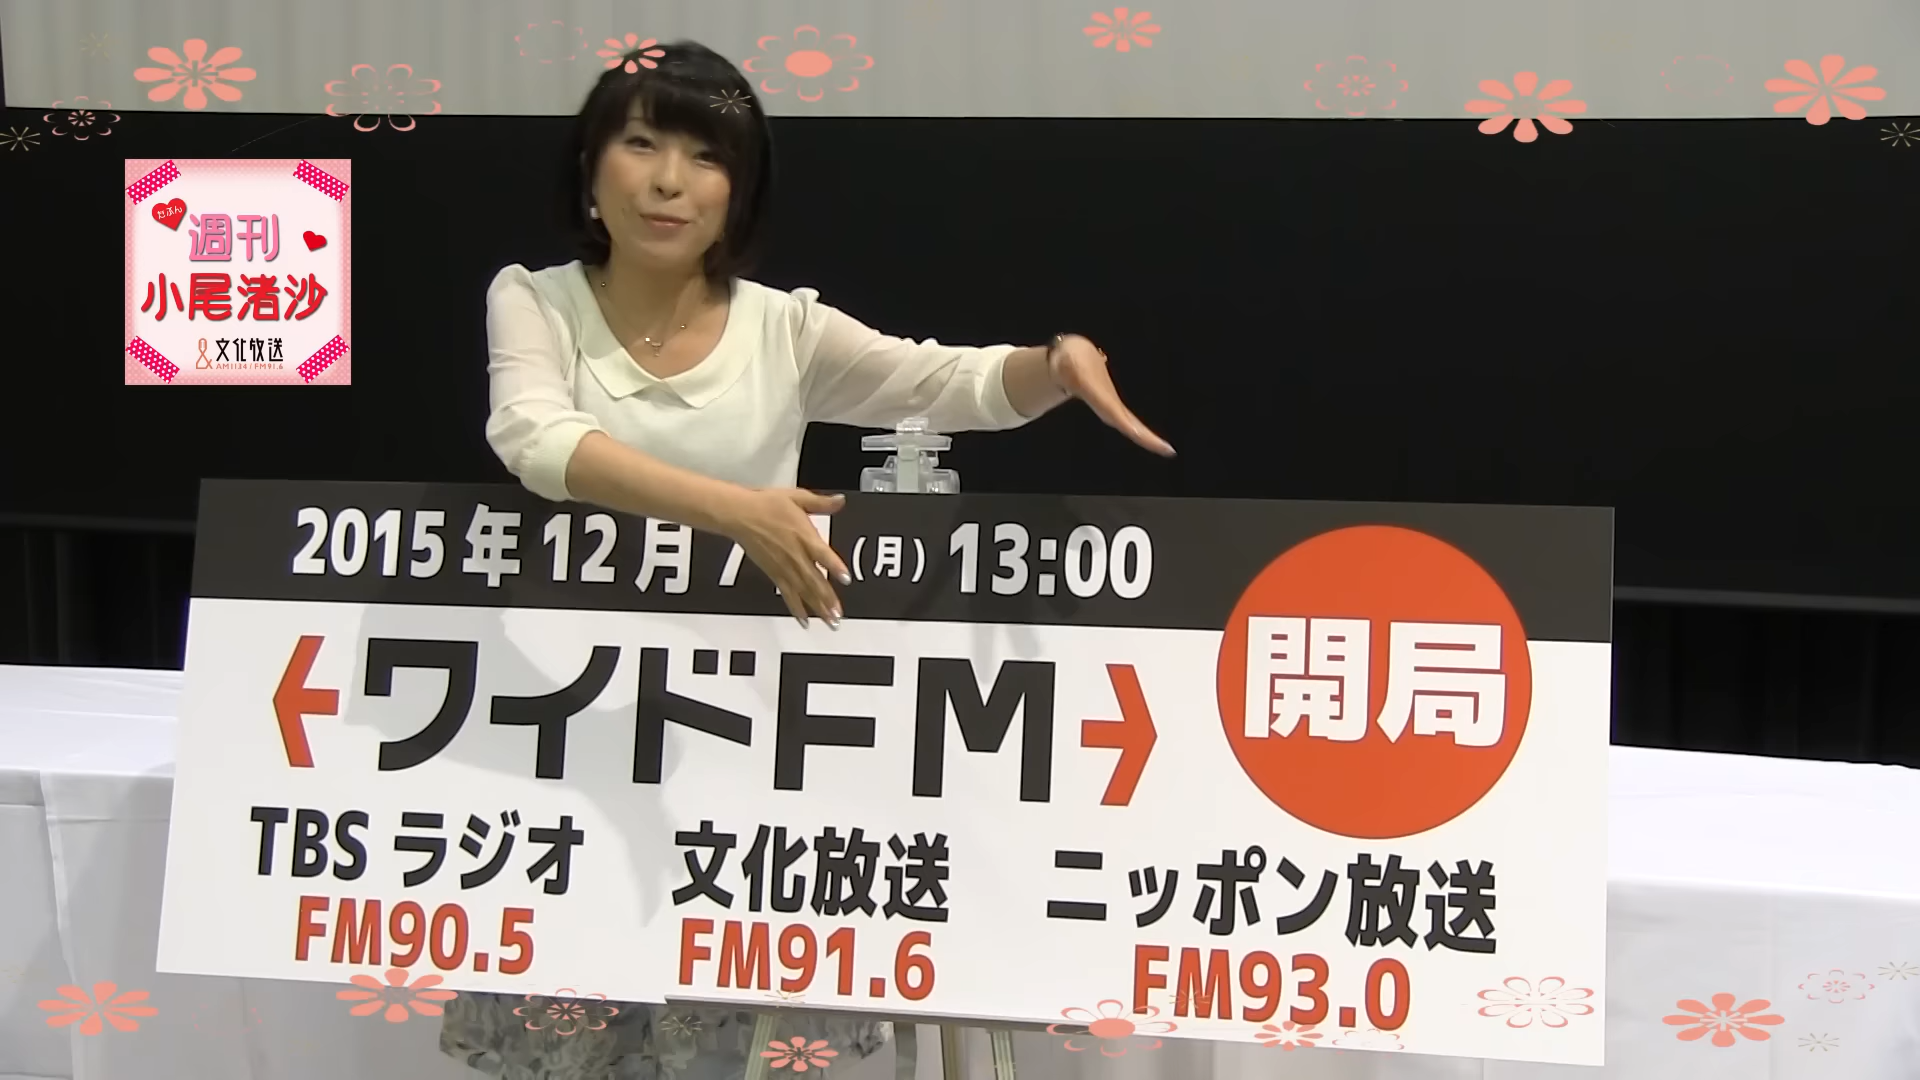 たぶん
週刊
小尾渚沙
文化放送
AM1134 / FM91.6
2015年12月7日(月) 13:00
ワイドFM
開局
TBSラジオ 文化放送 ニッポン放送
FM90.5 FM91.6 FM93.0